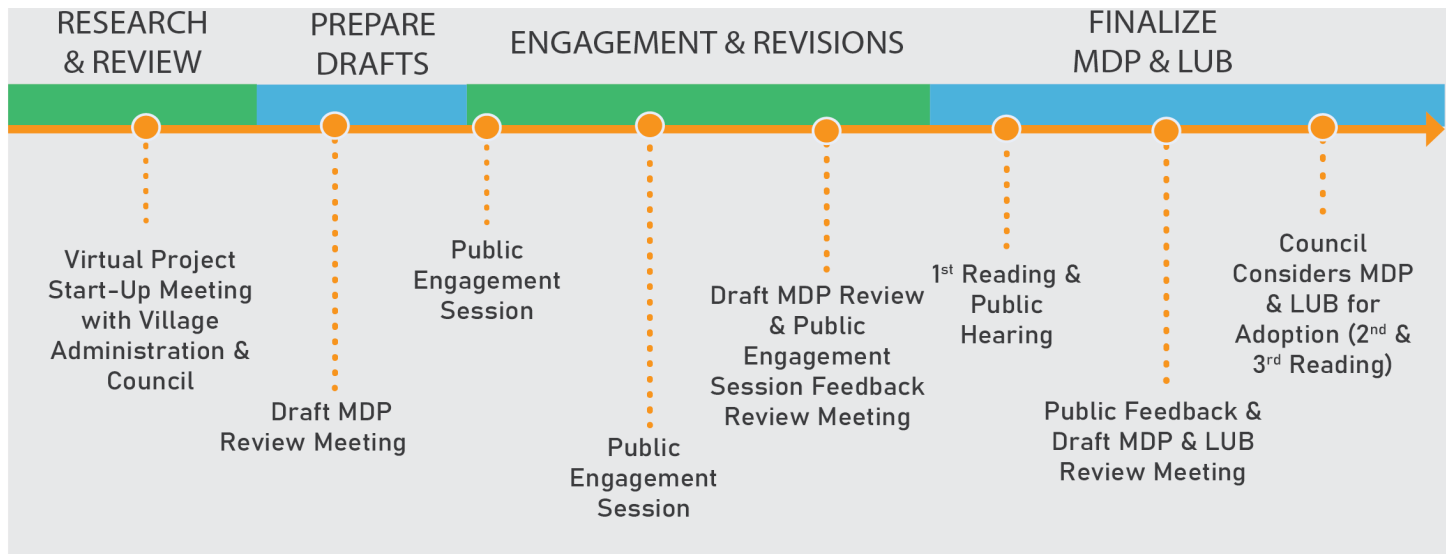 RESEARCH
& REVIEW
PREPARE
DRAFTS
ENGAGEMENT & REVISIONS
FINALIZE
MDP & LUB
Virtual Project
Start-Up Meeting
with Village
Administration &
Council
Draft MDP
Review Meeting
Public
Engagement
Session
Public
Engagement
Session
Draft MDP Review
& Public
Engagement
Session Feedback
Review Meeting
1st Reading &
Public
Hearing
Public Feedback &
Draft MDP & LUB
Review Meeting
Council
Considers MDP
& LUB for
Adoption (2nd &
3rd Reading)